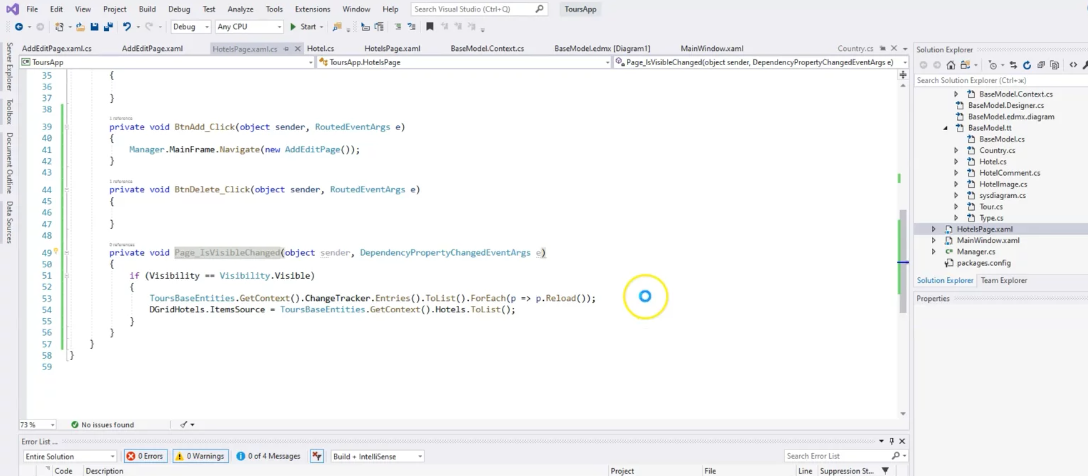 File Edit View Project Build Debug Test Analyze Tools Extensions Window Help Search Visual Studio (Ctrl+Q) ToursApp
Debug Any CPU Start
AddEditPage.xaml.cs AddEditPage.xaml HotelsPage.xaml.cs Hotel.cs HotelsPage.xaml BaseModel.Context.cs BaseModel.edmx [Diagram1] MainWindow.xaml Country.cs
ToursApp ToursApp.HotelsPage Page_IsVisibleChanged(object sender, DependencyPropertyChangedEventArgs e)
Server Explorer
Toolbox
Document Outline
Data Sources
35 {
36
37 }
38
1 reference
39 private void BtnAdd_Click(object sender, RoutedEventArgs e)
40 {
41 Manager.MainFrame.Navigate(new AddEditPage());
42 }
43
1 reference
44 private void BtnDelete_Click(object sender, RoutedEventArgs e)
45 {
46
47 }
48
0 references
49 private void Page_IsVisibleChanged(object sender, DependencyPropertyChangedEventArgs e)
50 {
51 if (Visibility == Visibility.Visible)
52 {
53 ToursBaseEntities.GetContext().ChangeTracker.Entries().ToList().ForEach(p => p.Reload());
54 DGridHotels.ItemsSource = ToursBaseEntities.GetContext().Hotels.ToList();
55 }
56 }
57 }
58 }
59
73 % No issues found
Error List ...
Entire Solution 0 Errors 0 Warnings 0 of 4 Messages Build + IntelliSense Search Error List
Code Description Project File Line Suppression St...
Solution Explorer
Search Solution Explorer (Ctrl+;)
BaseModel.Context.cs
BaseModel.Designer.cs
BaseModel.edmx.diagram
BaseModel.tt
BaseModel.cs
Country.cs
Hotel.cs
HotelComment.cs
HotelImage.cs
sysdiagram.cs
Tour.cs
Type.cs
HotelsPage.xaml
MainWindow.xaml
Manager.cs
packages.config
Solution Explorer Team Explorer
Properties